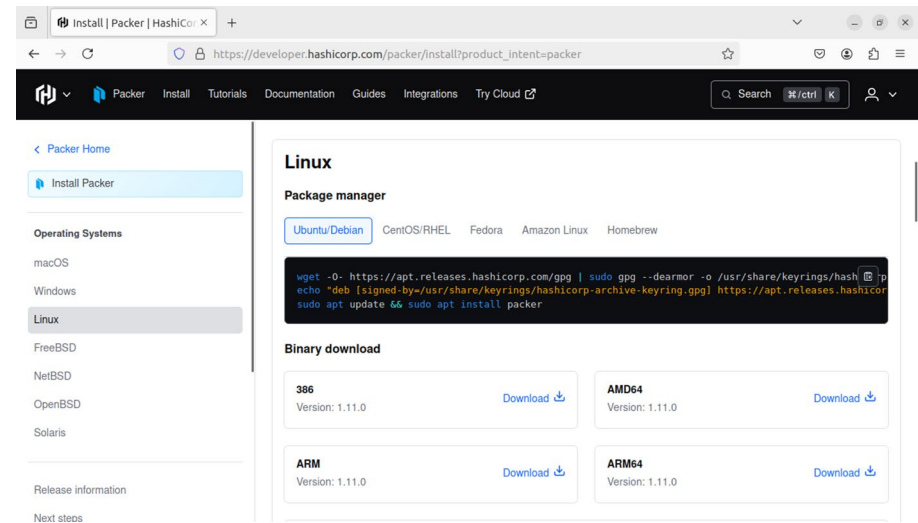 Install | Packer | HashiCor
https://developer.hashicorp.com/packer/install?product_intent=packer
Packer Install Tutorials Documentation Guides Integrations Try Cloud Search ⌘/ctrl K
Packer Home
Install Packer
Operating Systems
macOS
Windows
Linux
FreeBSD
NetBSD
OpenBSD
Solaris
Release information
Next steps
Linux
Package manager
Ubuntu/Debian CentOS/RHEL Fedora Amazon Linux Homebrew
wget -O- https://apt.releases.hashicorp.com/gpg | sudo gpg --dearmor -o /usr/share/keyrings/hash
echo "deb [signed-by=/usr/share/keyrings/hashicorp-archive-keyring.gpg] https://apt.releases.hashicor
sudo apt update && sudo apt install packer
Binary download
386
Version: 1.11.0
Download
AMD64
Version: 1.11.0
Download
ARM
Version: 1.11.0
Download
ARM64
Version: 1.11.0
Download